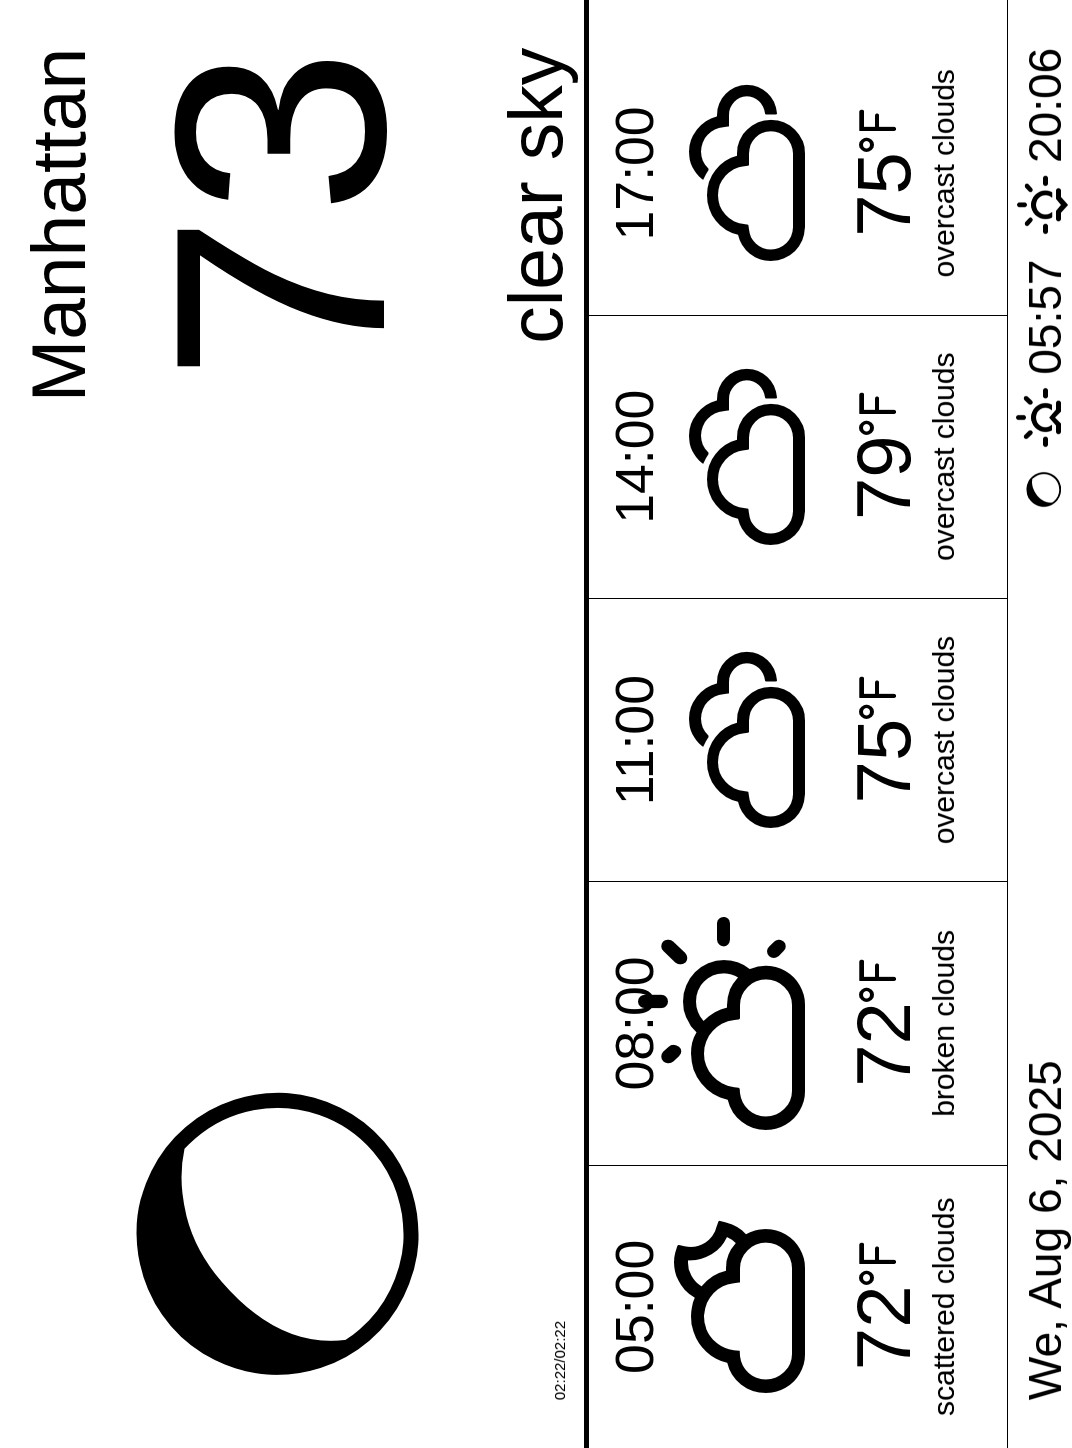 Manhattan
73
clear sky
02:22/02:22
05:00
72°F
scattered clouds
08:00
72°F
broken clouds
11:00
75°F
overcast clouds
14:00
79°F
overcast clouds
17:00
75°F
overcast clouds
We, Aug 6, 2025
05:57
20:06